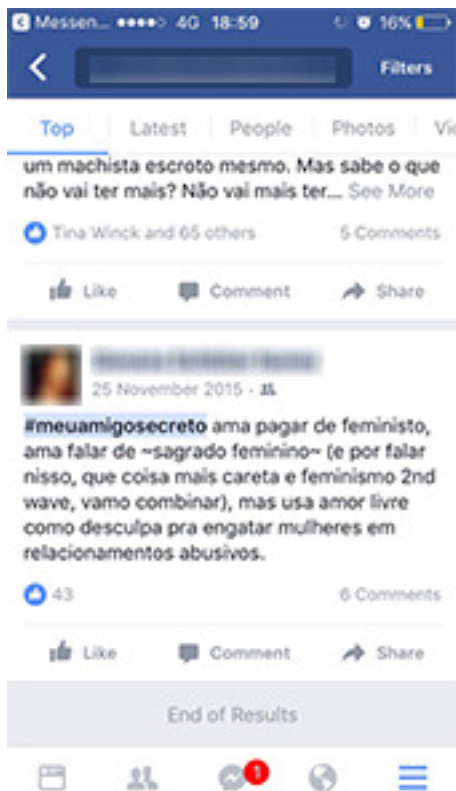 Messen... 4G 18:59 16%
Filters
Top Latest People Photos Vi
um machista escroto mesmo. Mas sabe o que
não vai ter mais? Não vai mais ter... See More
Tina Winck and 65 others 5 Comments
Like Comment Share
25 November 2015
#meuamigosecreto ama pagar de feministo,
ama falar de ~sagrado feminino~ (e por falar
nisso, que coisa mais careta e feminismo 2nd
wave, vamo combinar), mas usa amor livre
como desculpa pra engatar mulheres em
relacionamentos abusivos.
43 6 Comments
Like Comment Share
End of Results
1